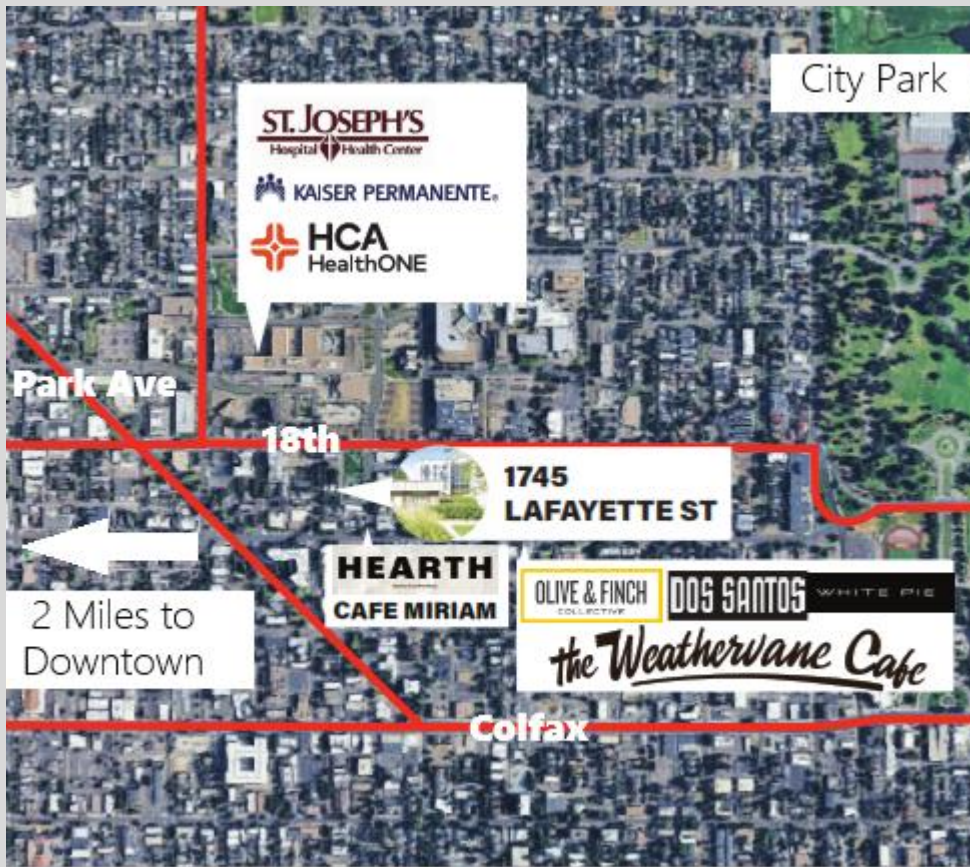 City Park
ST. JOSEPH'S
Hospital Health Center
KAISER PERMANENTE®
HCA
HealthONE
Park Ave
18th
1745
LAFAYETTE ST
HEARTH
CAFE MIRIAM
OLIVE & FINCH
COLLECTIVE
DOS SANTOS
WHITE PIE
the Weathervane Cafe
2 Miles to
Downtown
Colfax